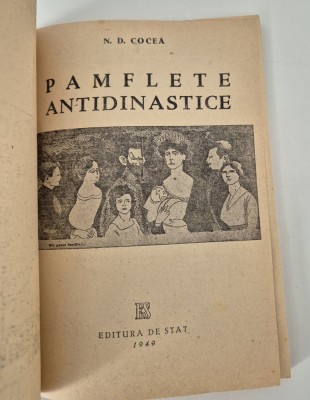 N. D. COCEA
PAMFLETE
ANTIDINASTICE
ES
EDITURA DE STAT
1949